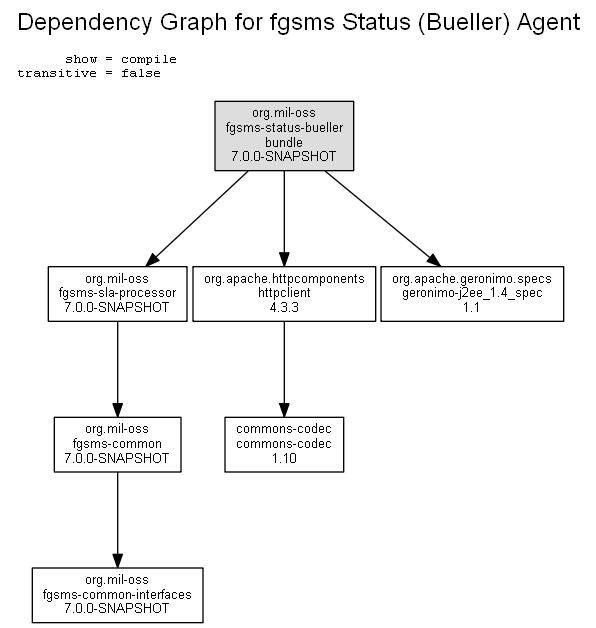 Dependency Graph for fgsms Status (Bueller) Agent
show = compile
transitive = false
org.mil-oss
fgsms-status-bueller
bundle
7.0.0-SNAPSHOT
org.mil-oss
fgsms-sla-processor
7.0.0-SNAPSHOT
org.apache.httpcomponents
httpclient
4.3.3
org.apache.geronimo.specs
geronimo-j2ee_1.4_spec
1.1
org.mil-oss
fgsms-common
7.0.0-SNAPSHOT
commons-codec
commons-codec
1.10
org.mil-oss
fgsms-common-interfaces
7.0.0-SNAPSHOT